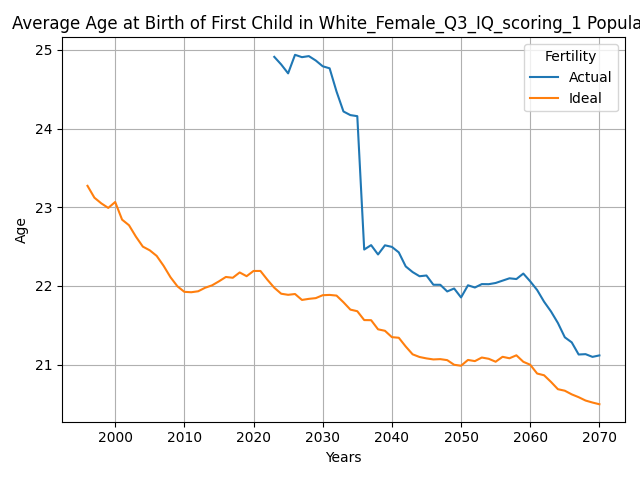 Average Age at Birth of First Child in White_Female_Q3_IQ_scoring_1 Popula
Fertility
Actual
Ideal
25
24
23
22
21
Age
2000 2010 2020 2030 2040 2050 2060 2070
Years